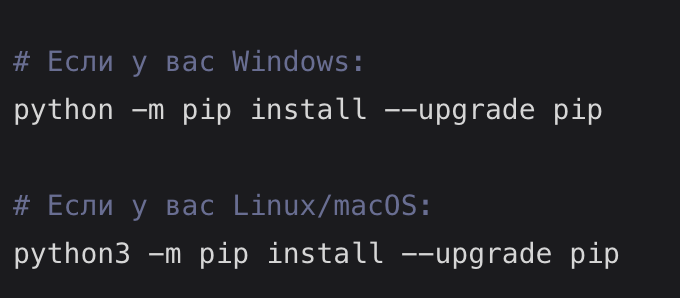 # Если у вас Windows:
python -m pip install --upgrade pip
# Если у вас Linux/macOS:
python3 -m pip install --upgrade pip